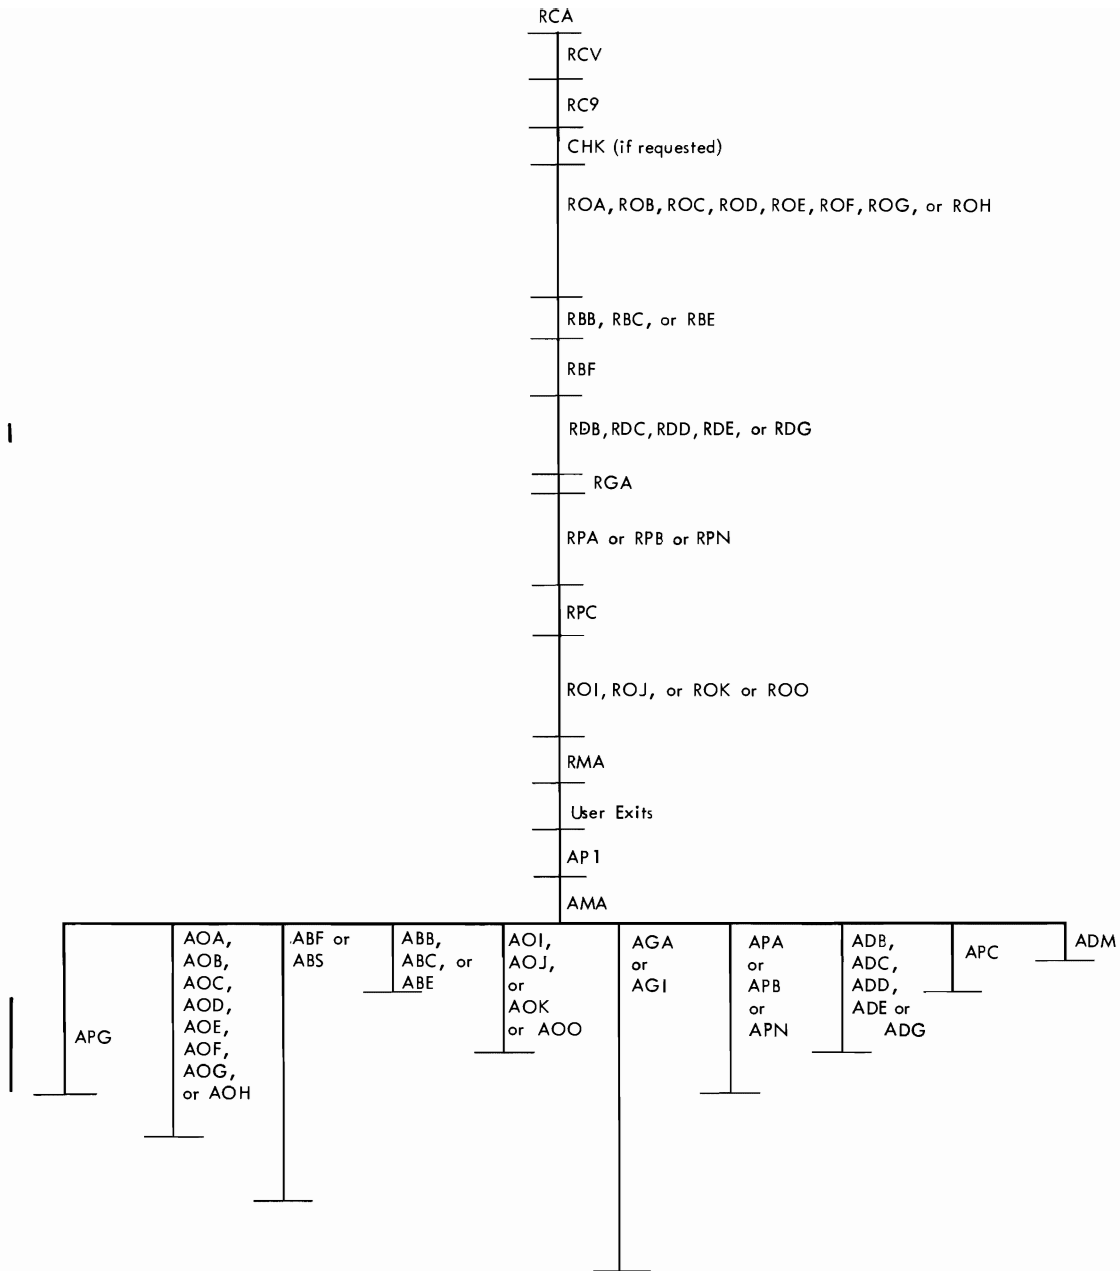 RCA
RCV
RC9
CHK (if requested)
ROA, ROB, ROC, ROD, ROE, ROF, ROG, or ROH
RBB, RBC, or RBE
RBF
RDB, RDC, RDD, RDE, or RDG
RGA
RPA or RPB or RPN
RPC
ROI, ROJ, or ROK or ROO
RMA
User Exits
AP1
AMA
APG
AOA,
AOB,
AOC,
AOD,
AOE,
AOF,
AOG,
or AOH
ABF or
ABS
ABB,
ABC, or
ABE
AOI,
AOJ,
or
AOK
or AOO
AGA
or
AGI
APA
or
APB
or
APN
ADB,
ADC,
ADD,
ADE or
ADG
APC
ADM